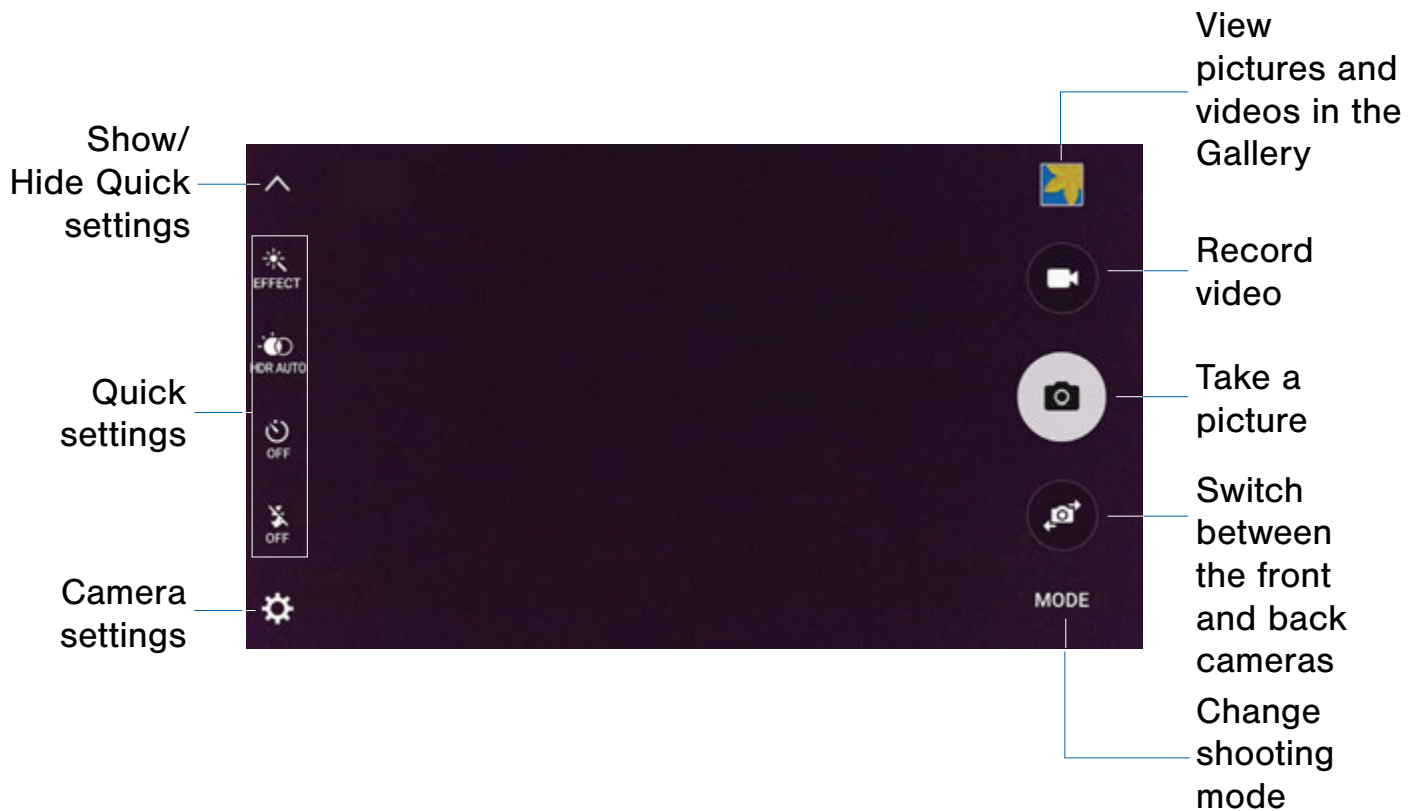 View
pictures and
videos in the
Gallery
Show/
Hide Quick
settings
EFFECT
Record
video
HDR AUTO
Quick
settings
OFF
Take a
picture
OFF
Switch
between
the front
and back
cameras
Camera
settings
MODE
Change
shooting
mode